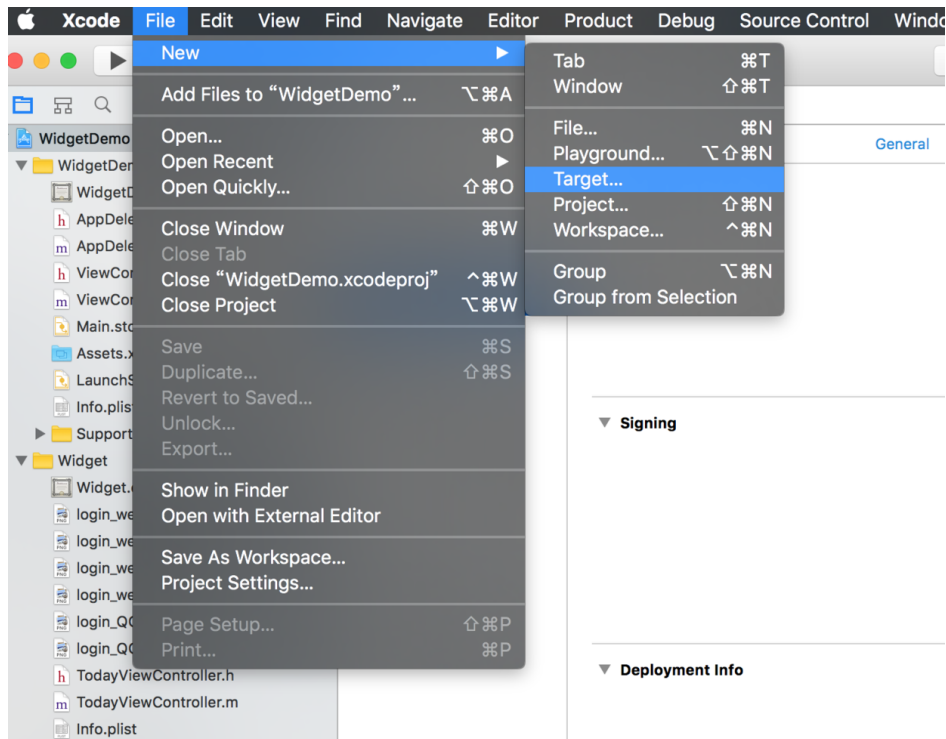 Xcode File Edit View Find Navigate Editor Product Debug Source Control
New
Add Files to “WidgetDemo”... ⌥⌘A
Open... ⌘O
Open Recent
Open Quickly... ⇧⌘O
Close Window ⌘W
Close Tab
Close “WidgetDemo.xcodeproj” ^⌘W
Close Project ⌥⌘W
Save ⌘S
Duplicate... ⇧⌘S
Revert to Saved...
Unlock...
Export...
Show in Finder
Open with External Editor
Save As Workspace...
Project Settings...
Page Setup... ⇧⌘P
Print... ⌘P
Tab ⌘T
Window ⇧⌘T
File... ⌘N
Playground... ⌥⇧⌘N
Target...
Project... ⇧⌘N
Workspace... ^⌘N
Group ⌥⌘N
Group from Selection
WidgetDemo
Widget
TodayViewController.h
TodayViewController.m
Info.plist
General
Signing
Deployment Info